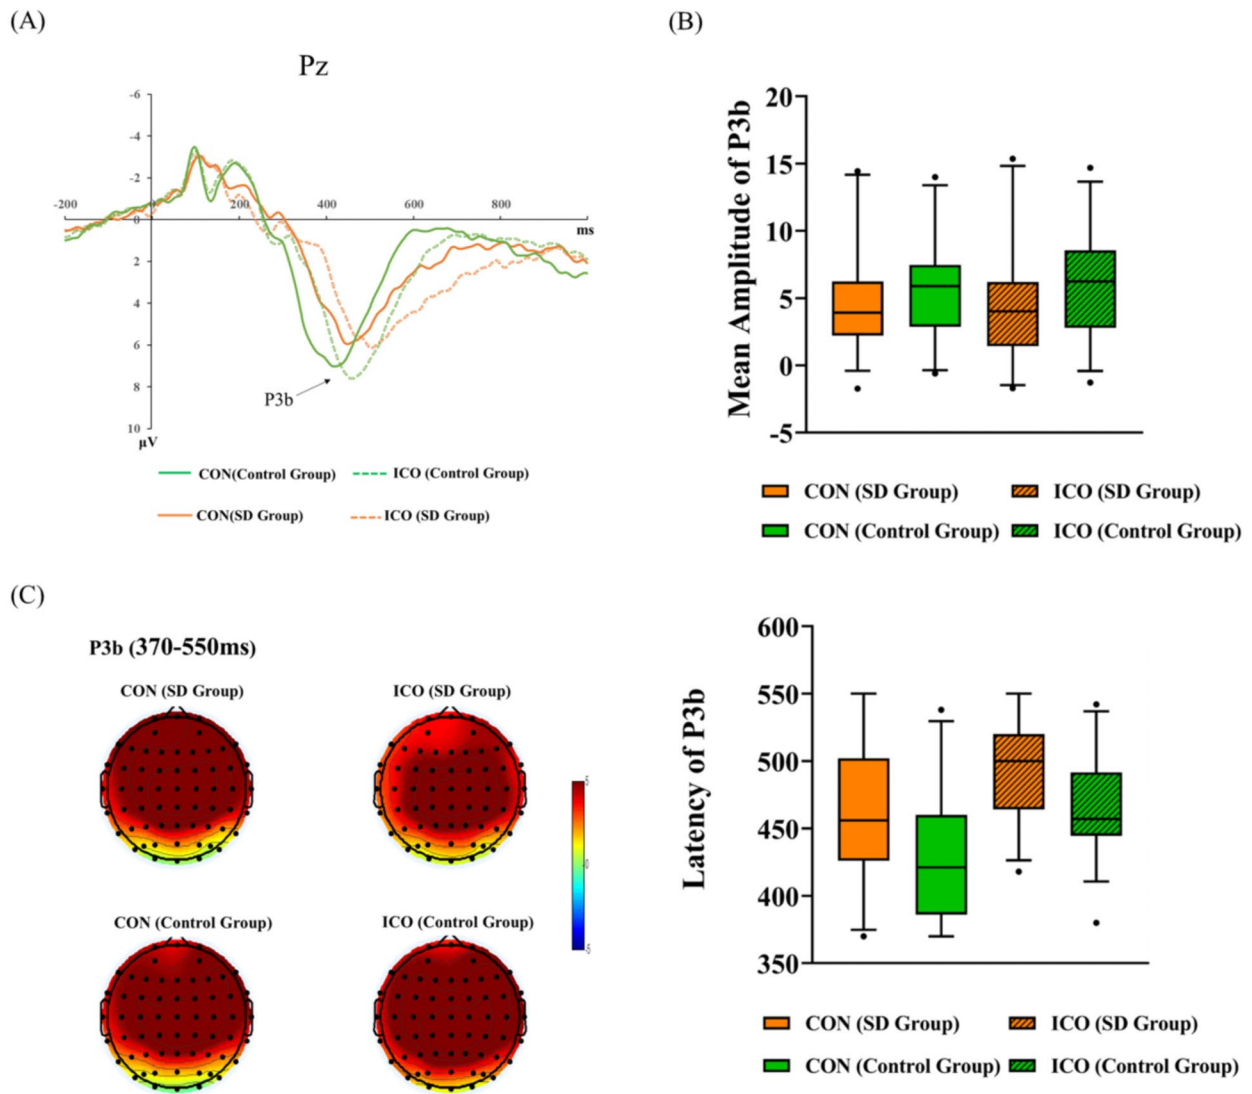 (A)
Pz
-6
-4
-2
-200
0
200
400
600
800
0
ms
2
4
6
8
10
μV
P3b
CON(Control Group)
ICO (Control Group)
CON(SD Group)
ICO (SD Group)
(B)
Mean Amplitude of P3b
20
15
10
5
0
-5
CON (SD Group)
ICO (SD Group)
CON (Control Group)
ICO (Control Group)
(C)
P3b (370-550ms)
CON (SD Group)
ICO (SD Group)
CON (Control Group)
ICO (Control Group)
5
0
-5
Latency of P3b
600
550
500
450
400
350
CON (SD Group)
ICO (SD Group)
CON (Control Group)
ICO (Control Group)